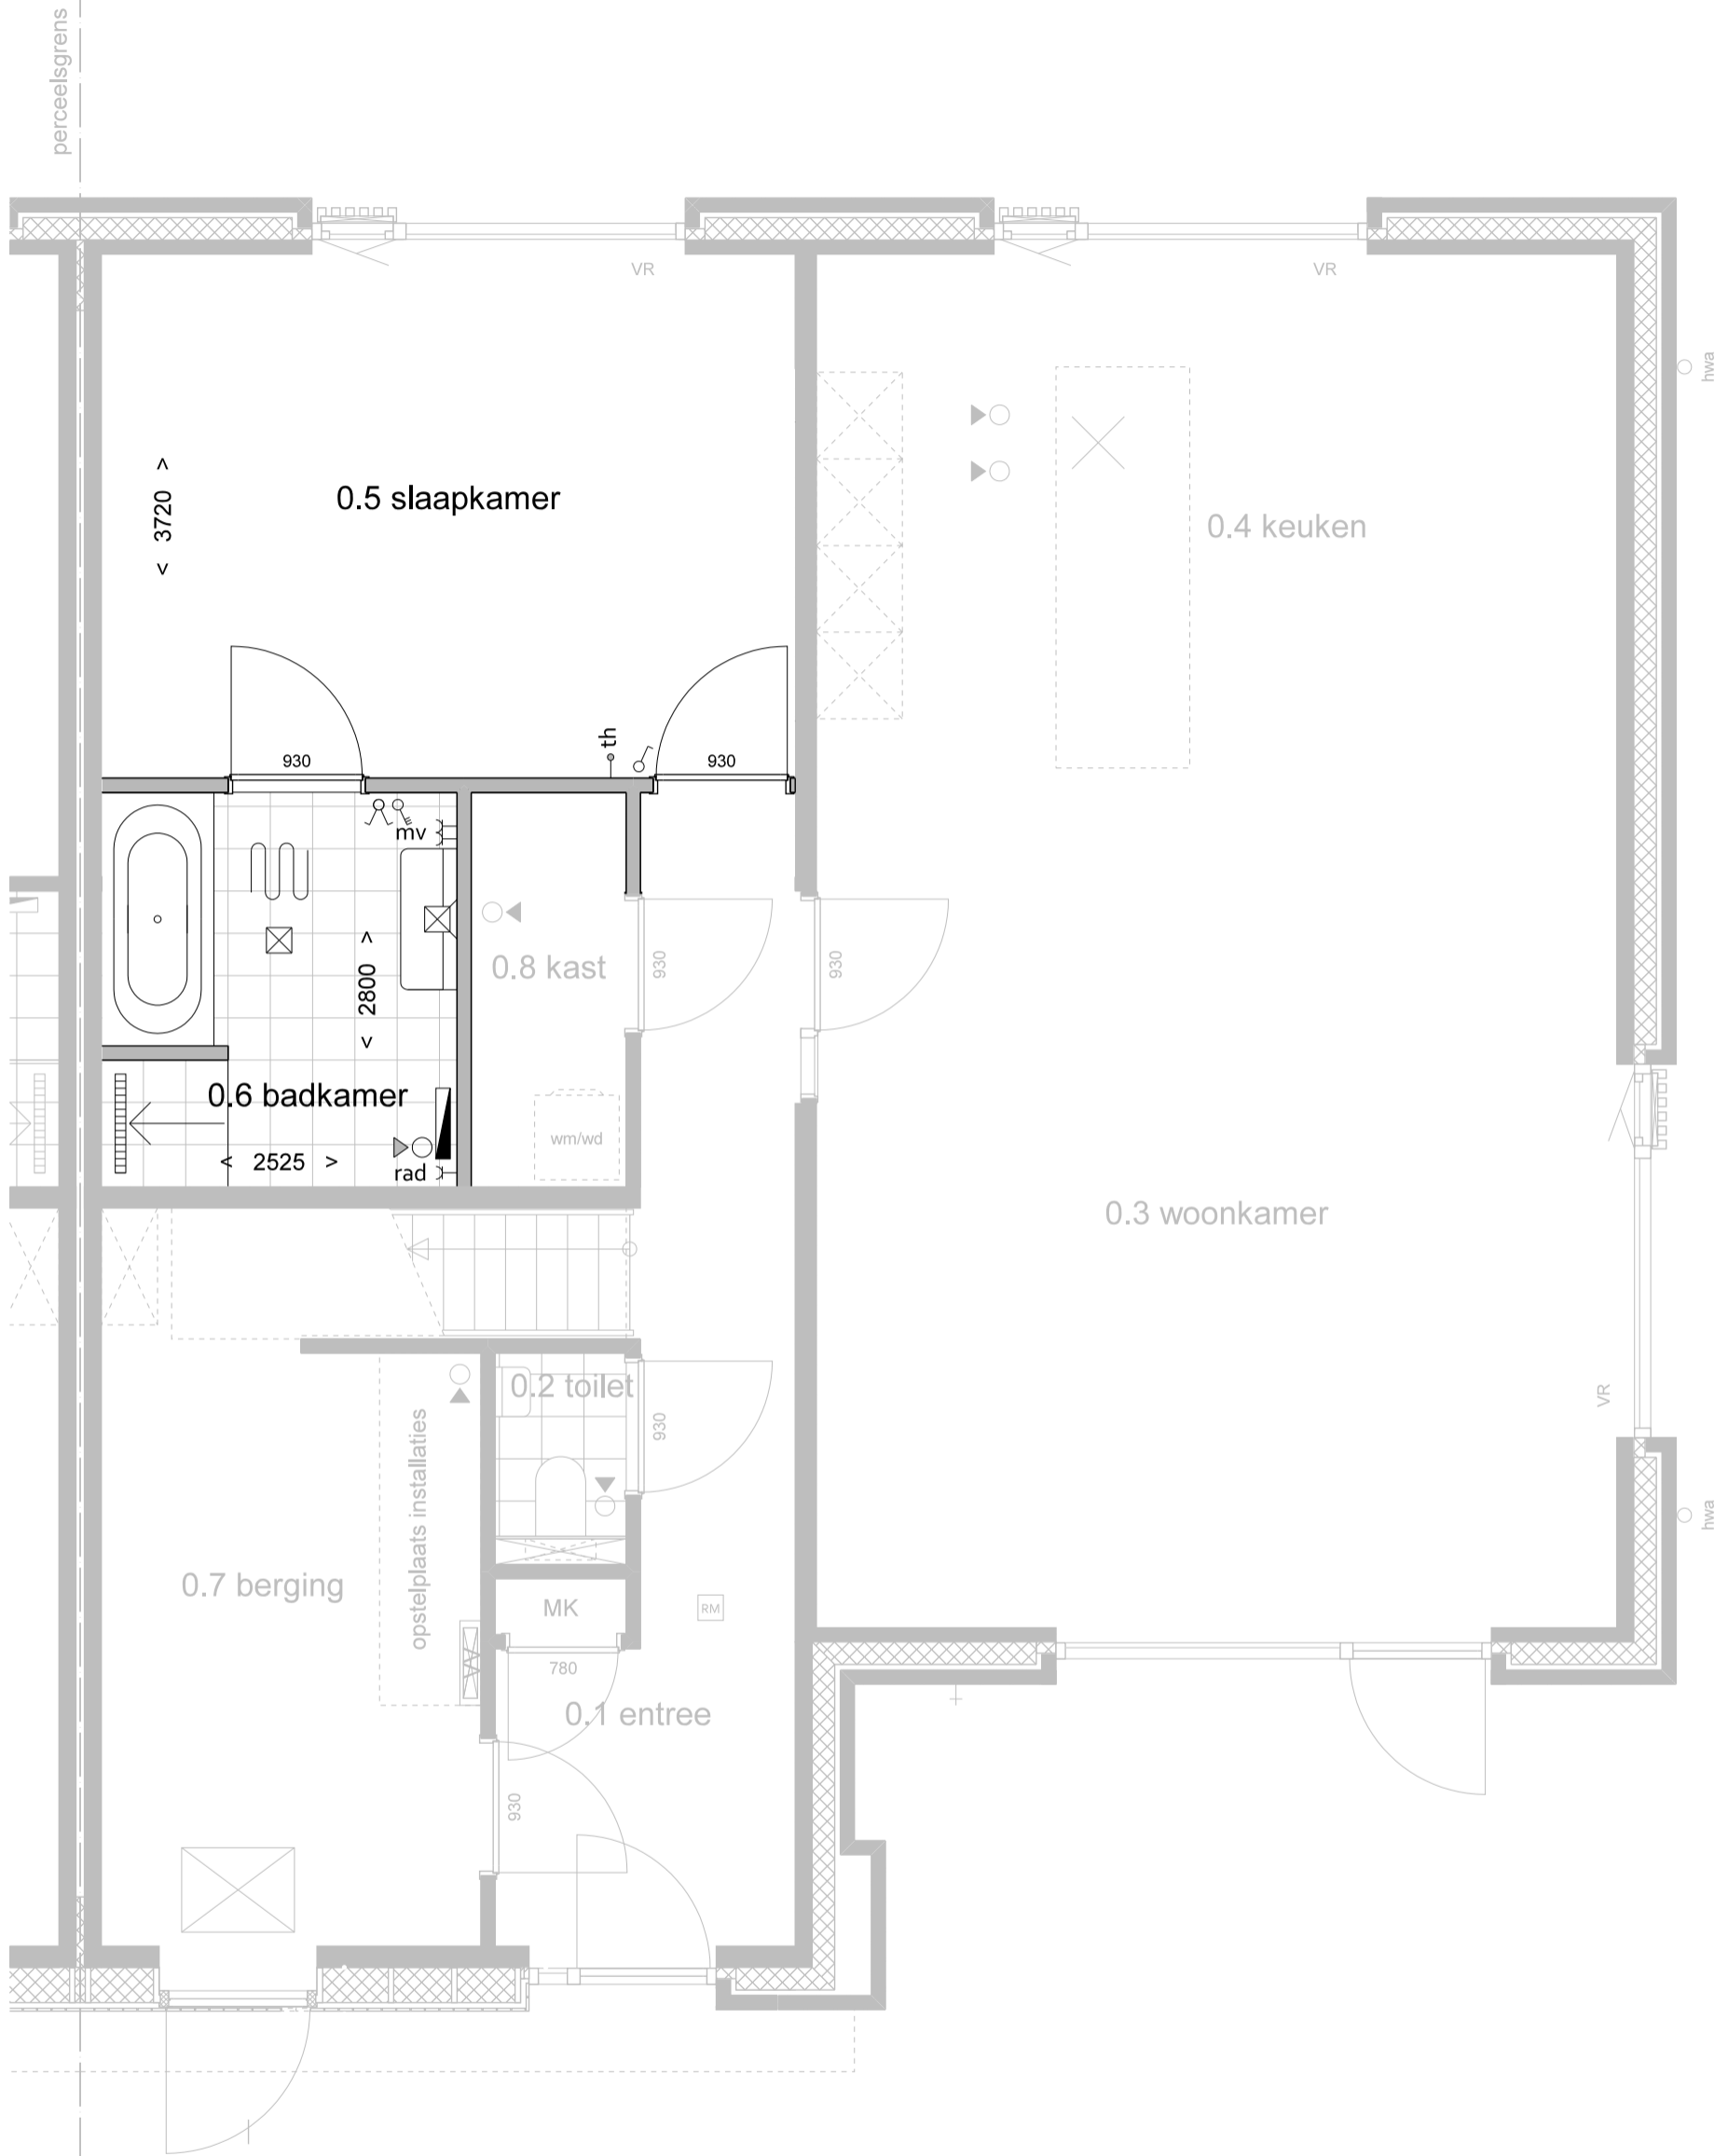 perceelsgrens
VR
VR
hwa
< 3720 >
0.5 slaapkamer
0.4 keuken
930
th
930
mv
0.8 kast
930
930
< 2800 >
0.6 badkamer
wm/wd
< 2525 >
rad
0.3 woonkamer
0.2 toilet
930
VR
opstelplaats installaties
hwa
0.7 berging
MK
RM
780
0.1 entree
930